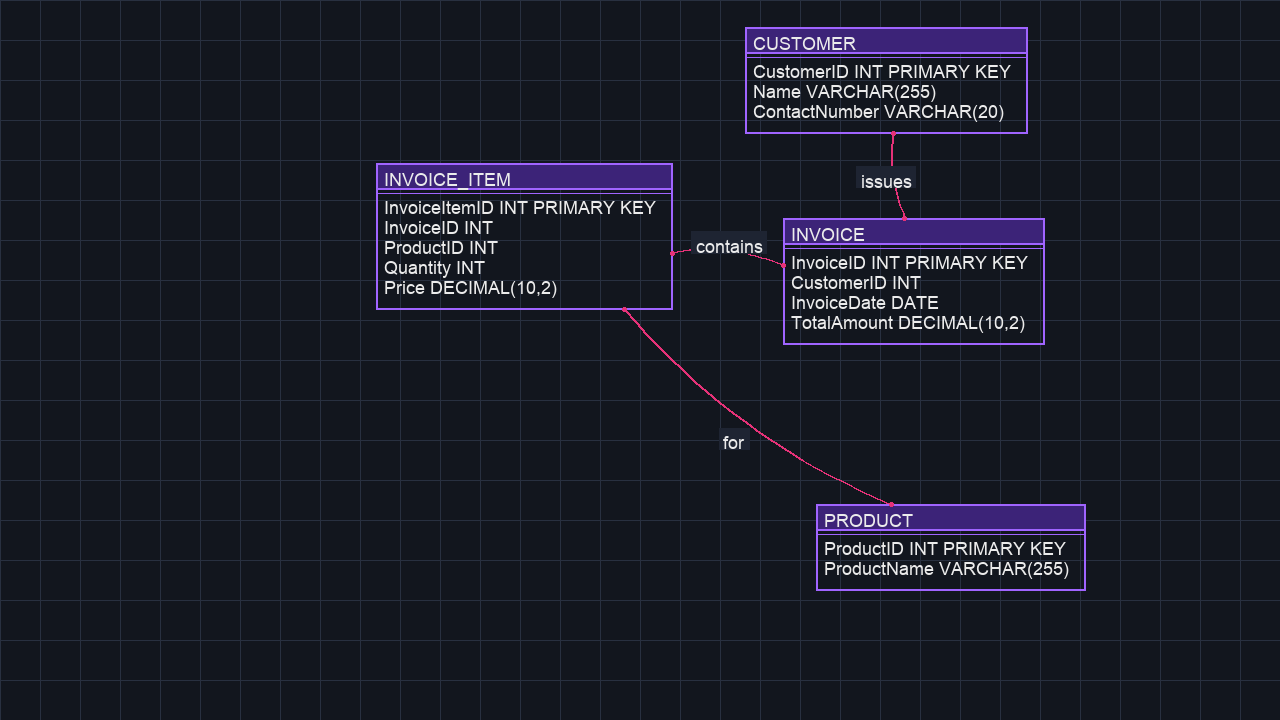 CUSTOMER
CustomerID INT PRIMARY KEY
Name VARCHAR(255)
ContactNumber VARCHAR(20)
issues
INVOICE_ITEM
InvoiceItemID INT PRIMARY KEY
InvoiceID INT
ProductID INT
Quantity INT
Price DECIMAL(10,2)
contains
INVOICE
InvoiceID INT PRIMARY KEY
CustomerID INT
InvoiceDate DATE
TotalAmount DECIMAL(10,2)
for
PRODUCT
ProductID INT PRIMARY KEY
ProductName VARCHAR(255)